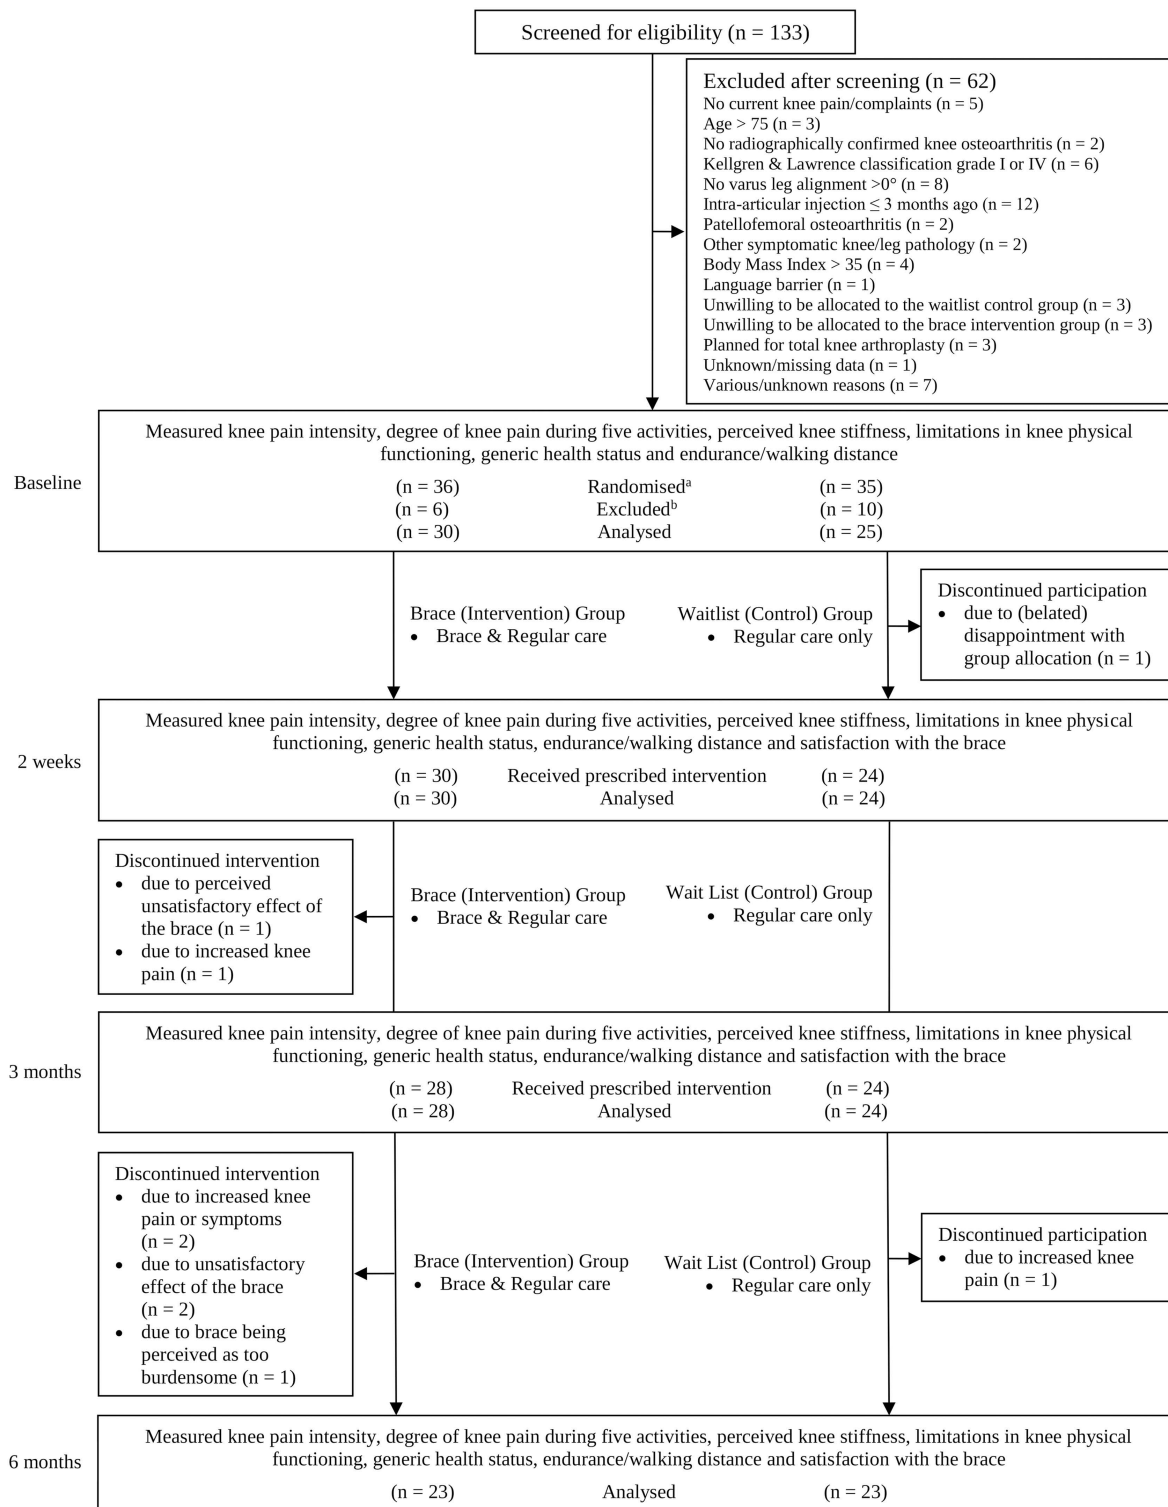 Screened for eligibility (n = 133)
Excluded after screening (n = 62)
No current knee pain/complaints (n = 5)
Age > 75 (n = 3)
No radiographically confirmed knee osteoarthritis (n = 2)
Kellgren & Lawrence classification grade I or IV (n = 6)
No varus leg alignment >0° (n = 8)
Intra-articular injection ≤ 3 months ago (n = 12)
Patellofemoral osteoarthritis (n = 2)
Other symptomatic knee/leg pathology (n = 2)
Body Mass Index > 35 (n = 4)
Language barrier (n = 1)
Unwilling to be allocated to the waitlist control group (n = 3)
Unwilling to be allocated to the brace intervention group (n = 3)
Planned for total knee arthroplasty (n = 3)
Unknown/missing data (n = 1)
Various/unknown reasons (n = 7)
Baseline
Measured knee pain intensity, degree of knee pain during five activities, perceived knee stiffness, limitations in knee physical
functioning, generic health status and endurance/walking distance
(n = 36) Randomisedᵃ (n = 35)
(n = 6) Excludedᵇ (n = 10)
(n = 30) Analysed (n = 25)
Brace (Intervention) Group
• Brace & Regular care
Waitlist (Control) Group
• Regular care only
Discontinued participation
• due to (belated)
disappointment with
group allocation (n = 1)
2 weeks
Measured knee pain intensity, degree of knee pain during five activities, perceived knee stiffness, limitations in knee physical
functioning, generic health status, endurance/walking distance and satisfaction with the brace
(n = 30) Received prescribed intervention (n = 24)
(n = 30) Analysed (n = 24)
Discontinued intervention
• due to perceived
unsatisfactory effect of
the brace (n = 1)
• due to increased knee
pain (n = 1)
Brace (Intervention) Group
• Brace & Regular care
Wait List (Control) Group
• Regular care only
3 months
Measured knee pain intensity, degree of knee pain during five activities, perceived knee stiffness, limitations in knee physical
functioning, generic health status, endurance/walking distance and satisfaction with the brace
(n = 28) Received prescribed intervention (n = 24)
(n = 28) Analysed (n = 24)
Discontinued intervention
• due to increased knee
pain or symptoms
(n = 2)
• due to unsatisfactory
effect of the brace
(n = 2)
• due to brace being
perceived as too
burdensome (n = 1)
Brace (Intervention) Group
• Brace & Regular care
Wait List (Control) Group
• Regular care only
Discontinued participation
• due to increased knee
pain (n = 1)
6 months
Measured knee pain intensity, degree of knee pain during five activities, perceived knee stiffness, limitations in knee physical
functioning, generic health status, endurance/walking distance and satisfaction with the brace
(n = 23) Analysed (n = 23)